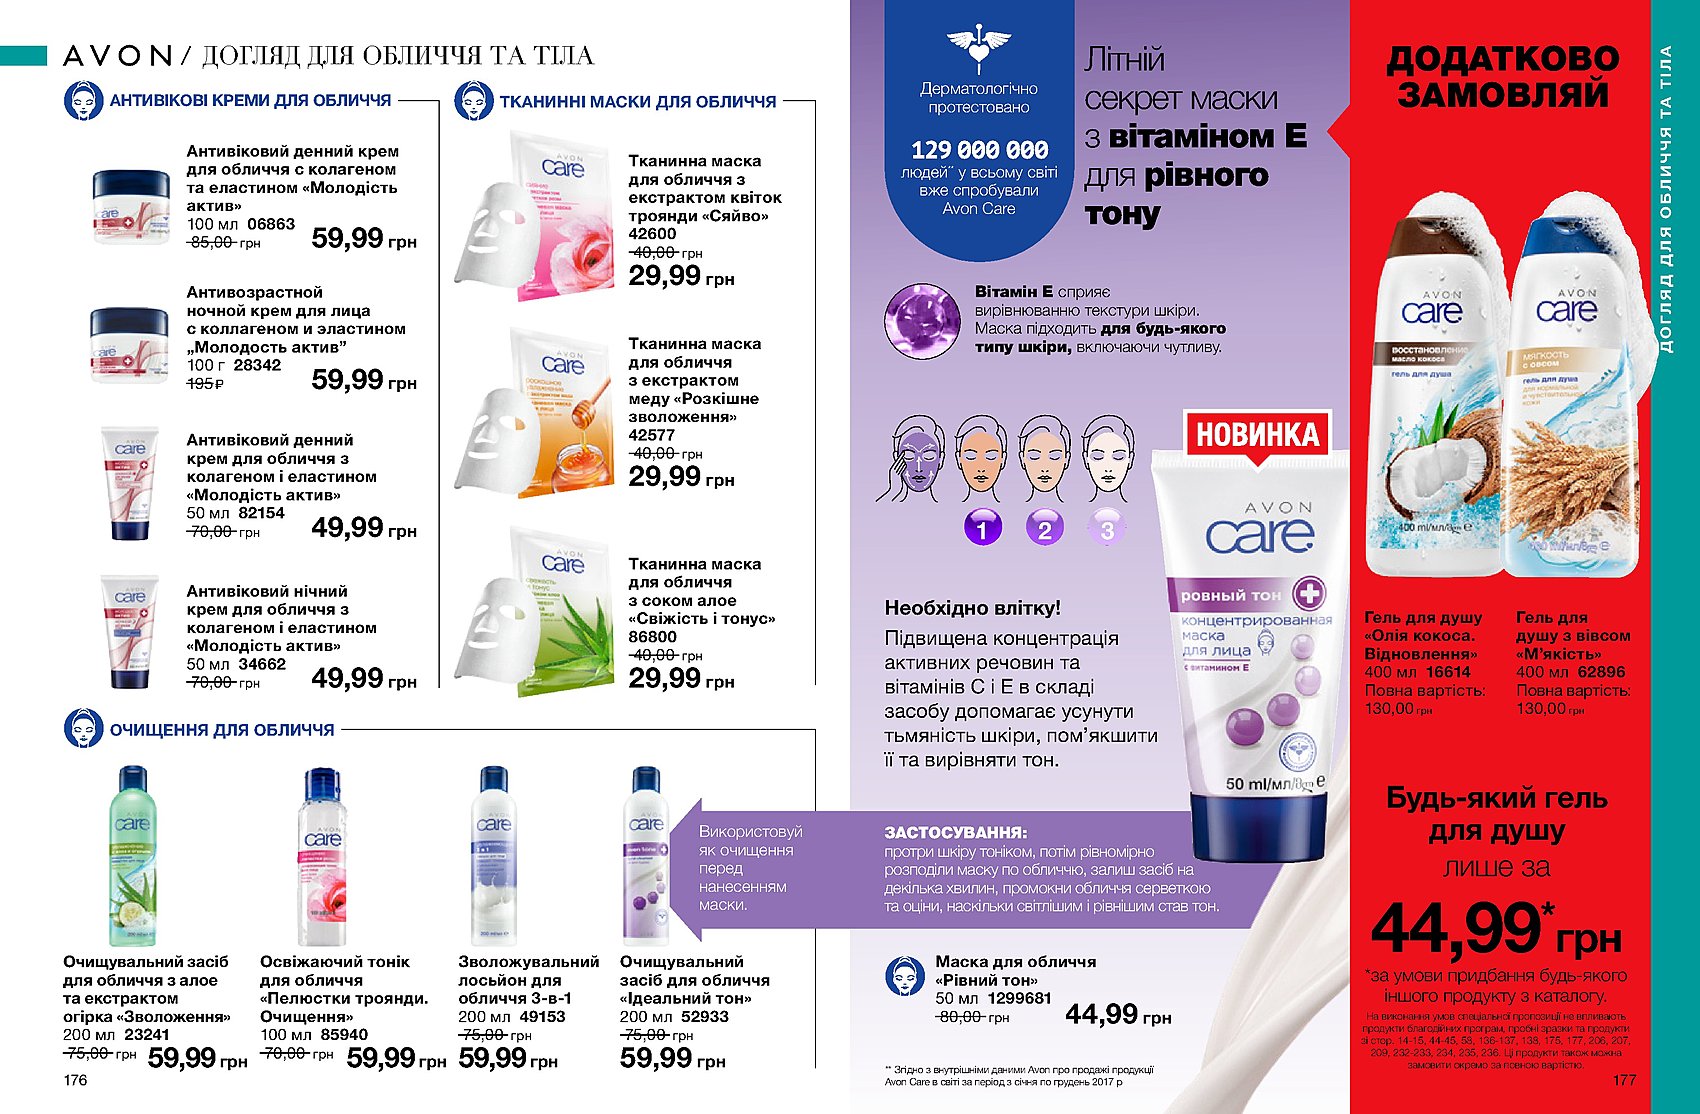 AVON / ДОГЛЯД ДЛЯ ОБЛИЧЧЯ ТА ТІЛА
АНТИВІКОВІ КРЕМИ ДЛЯ ОБЛИЧЧЯ
Антивіковий денний крем
для обличчя с колагеном
та еластином «Молодість
актив»
100 мл 06863
85,00 грн
59,99 грн
Антивозрастной
ночной крем для лица
с коллагеном и эластином
„Молодость актив”
100 г 28342
195 ₽
59,99 грн
Антивіковий денний
крем для обличчя з
колагеном і еластином
«Молодість актив»
50 мл 82154
70,00 грн
49,99 грн
Антивіковий нічний
крем для обличчя з
колагеном і еластином
«Молодість актив»
50 мл 34662
70,00 грн
49,99 грн
ТКАНИННІ МАСКИ ДЛЯ ОБЛИЧЧЯ
Тканинна маска
для обличчя з
екстрактом квіток
троянди «Сяйво»
42600
40,00 грн
29,99 грн
Тканинна маска
для обличчя
з екстрактом
меду «Розкішне
зволоження»
42577
40,00 грн
29,99 грн
Тканинна маска
для обличчя
з соком алое
«Свіжість і тонус»
86800
40,00 грн
29,99 грн
ОЧИЩЕННЯ ДЛЯ ОБЛИЧЧЯ
Очищувальний засіб
для обличчя з алое
та екстрактом
огірка «Зволоження»
200 мл 23241
75,00 грн 59,99 грн
Освіжаючий тонік
для обличчя
«Пелюстки троянди.
Очищення»
100 мл 85940
70,00 грн 59,99 грн
Зволожувальний
лосьйон для
обличчя 3-в-1
200 мл 49153
75,00 грн
59,99 грн
Очищувальний
засіб для обличчя
«Ідеальний тон»
200 мл 52933
75,00 грн
59,99 грн
176
Використовуй
як очищення
перед
нанесенням
маски.
Дерматологічно
протестовано
129 000 000
людей** у всьому світі
вже спробували
Avon Care
Літній
секрет маски
з вітаміном Е
для рівного
тону
Вітамін Е сприяє
вирівнюванню текстури шкіри.
Маска підходить для будь-якого
типу шкіри, включаючи чутливу.
1 2 3
НОВИНКА
AVON
care
ровный тон
концентрированная
маска
для лица
с витамином Е
50 ml/мл/გ e
Необхідно влітку!
Підвищена концентрація
активних речовин та
вітамінів С і Е в складі
засобу допомагає усунути
тьмяність шкіри, пом’якшити
її та вирівняти тон.
ЗАСТОСУВАННЯ:
протри шкіру тоніком, потім рівномірно
розподіли маску по обличчю, залиш засіб на
декілька хвилин, промокни обличчя серветкою
та оціни, наскільки світлішим і рівнішим став тон.
Маска для обличчя
«Рівний тон»
50 мл 1299681
80,00 грн 44,99 грн
** Згідно з внутрішніми даними Avon про продажі продукції
Avon Care в світі за період з січня по грудень 2017 р
ДОДАТКОВО
ЗАМОВЛЯЙ
AVON
care
восстановление
масло кокоса
гель для душа
AVON
care
мягкость
с овсом
гель для душа
для нормальной
и чувствительной
кожи
Гель для душу
«Олія кокоса.
Відновлення»
400 мл 16614
Повна вартість:
130,00 грн
Гель для
душу з вівсом
«М’якість»
400 мл 62896
Повна вартість:
130,00 грн
Будь-який гель
для душу
лише за
44,99* грн
*за умови придбання будь-якого
іншого продукту з каталогу.
На виконання умов спеціальної пропозиції не впливають
продукти благодійних програм, пробні зразки та продукти
зі стор. 14-15, 44-45, 58, 136-137, 138, 175, 177, 206, 207,
209, 232-233, 234, 235, 236. Ці продукти також можна
замовити окремо за повною вартістю.
177
ДОГЛЯД ДЛЯ ОБЛИЧЧЯ ТА ТІЛА